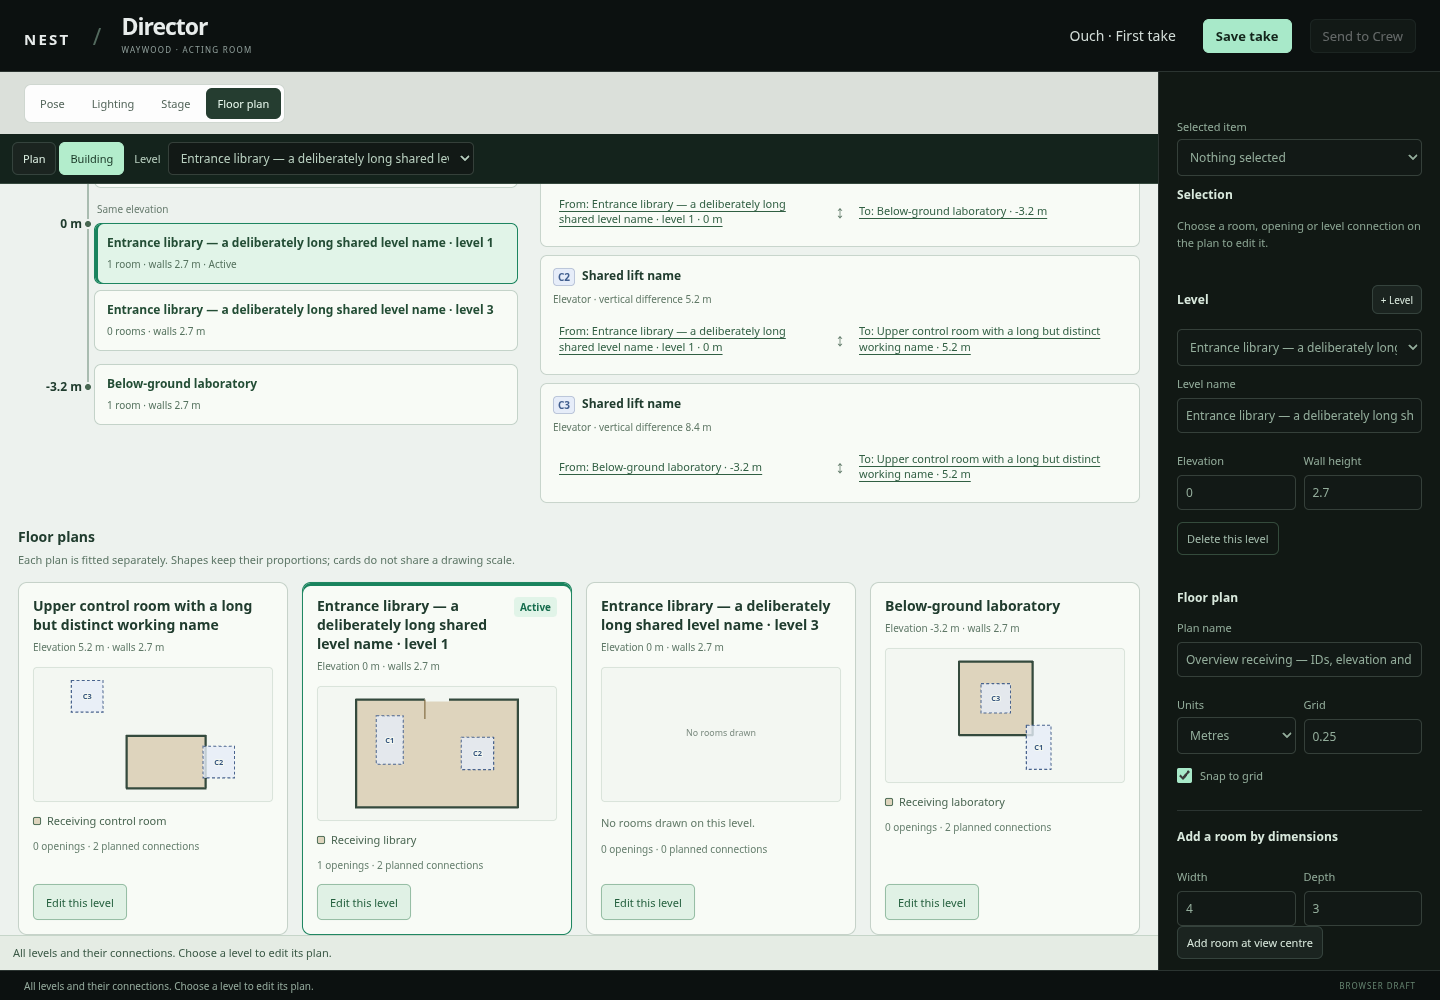 NEST / Director
WAYWOOD · ACTING ROOM
Ouch · First take
Save take
Send to Crew
Pose
Lighting
Stage
Floor plan
Plan
Building
Level
Entrance library — a deliberately long shared lev
Same elevation
0 m
Entrance library — a deliberately long shared level name · level 1
1 room · walls 2.7 m · Active
Entrance library — a deliberately long shared level name · level 3
0 rooms · walls 2.7 m
-3.2 m
Below-ground laboratory
1 room · walls 2.7 m
From: Entrance library — a deliberately long
shared level name · level 1 · 0 m
↕
To: Below-ground laboratory · -3.2 m
C2 Shared lift name
Elevator · vertical difference 5.2 m
From: Entrance library — a deliberately long
shared level name · level 1 · 0 m
↕
To: Upper control room with a long but distinct
working name · 5.2 m
C3 Shared lift name
Elevator · vertical difference 8.4 m
From: Below-ground laboratory · -3.2 m
↕
To: Upper control room with a long but distinct
working name · 5.2 m
Floor plans
Each plan is fitted separately. Shapes keep their proportions; cards do not share a drawing scale.
Upper control room with a long
but distinct working name
Elevation 5.2 m · walls 2.7 m
C3
C2
Receiving control room
0 openings · 2 planned connections
Edit this level
Entrance library — a
deliberately long shared
level name · level 1
Active
Elevation 0 m · walls 2.7 m
C1
C2
Receiving library
1 openings · 2 planned connections
Edit this level
Entrance library — a deliberately
long shared level name · level 3
Elevation 0 m · walls 2.7 m
No rooms drawn
No rooms drawn on this level.
0 openings · 0 planned connections
Edit this level
Below-ground laboratory
Elevation -3.2 m · walls 2.7 m
C3
C1
Receiving laboratory
0 openings · 2 planned connections
Edit this level
All levels and their connections. Choose a level to edit its plan.
Selected item
Nothing selected
Selection
Choose a room, opening or level connection on
the plan to edit it.
Level
+ Level
Entrance library — a deliberately long
Level name
Entrance library — a deliberately long sh
Elevation
Wall height
0
2.7
Delete this level
Floor plan
Plan name
Overview receiving — IDs, elevation and
Units
Grid
Metres
0.25
Snap to grid
Add a room by dimensions
Width
Depth
4
3
Add room at view centre
All levels and their connections. Choose a level to edit its plan.
BROWSER DRAFT